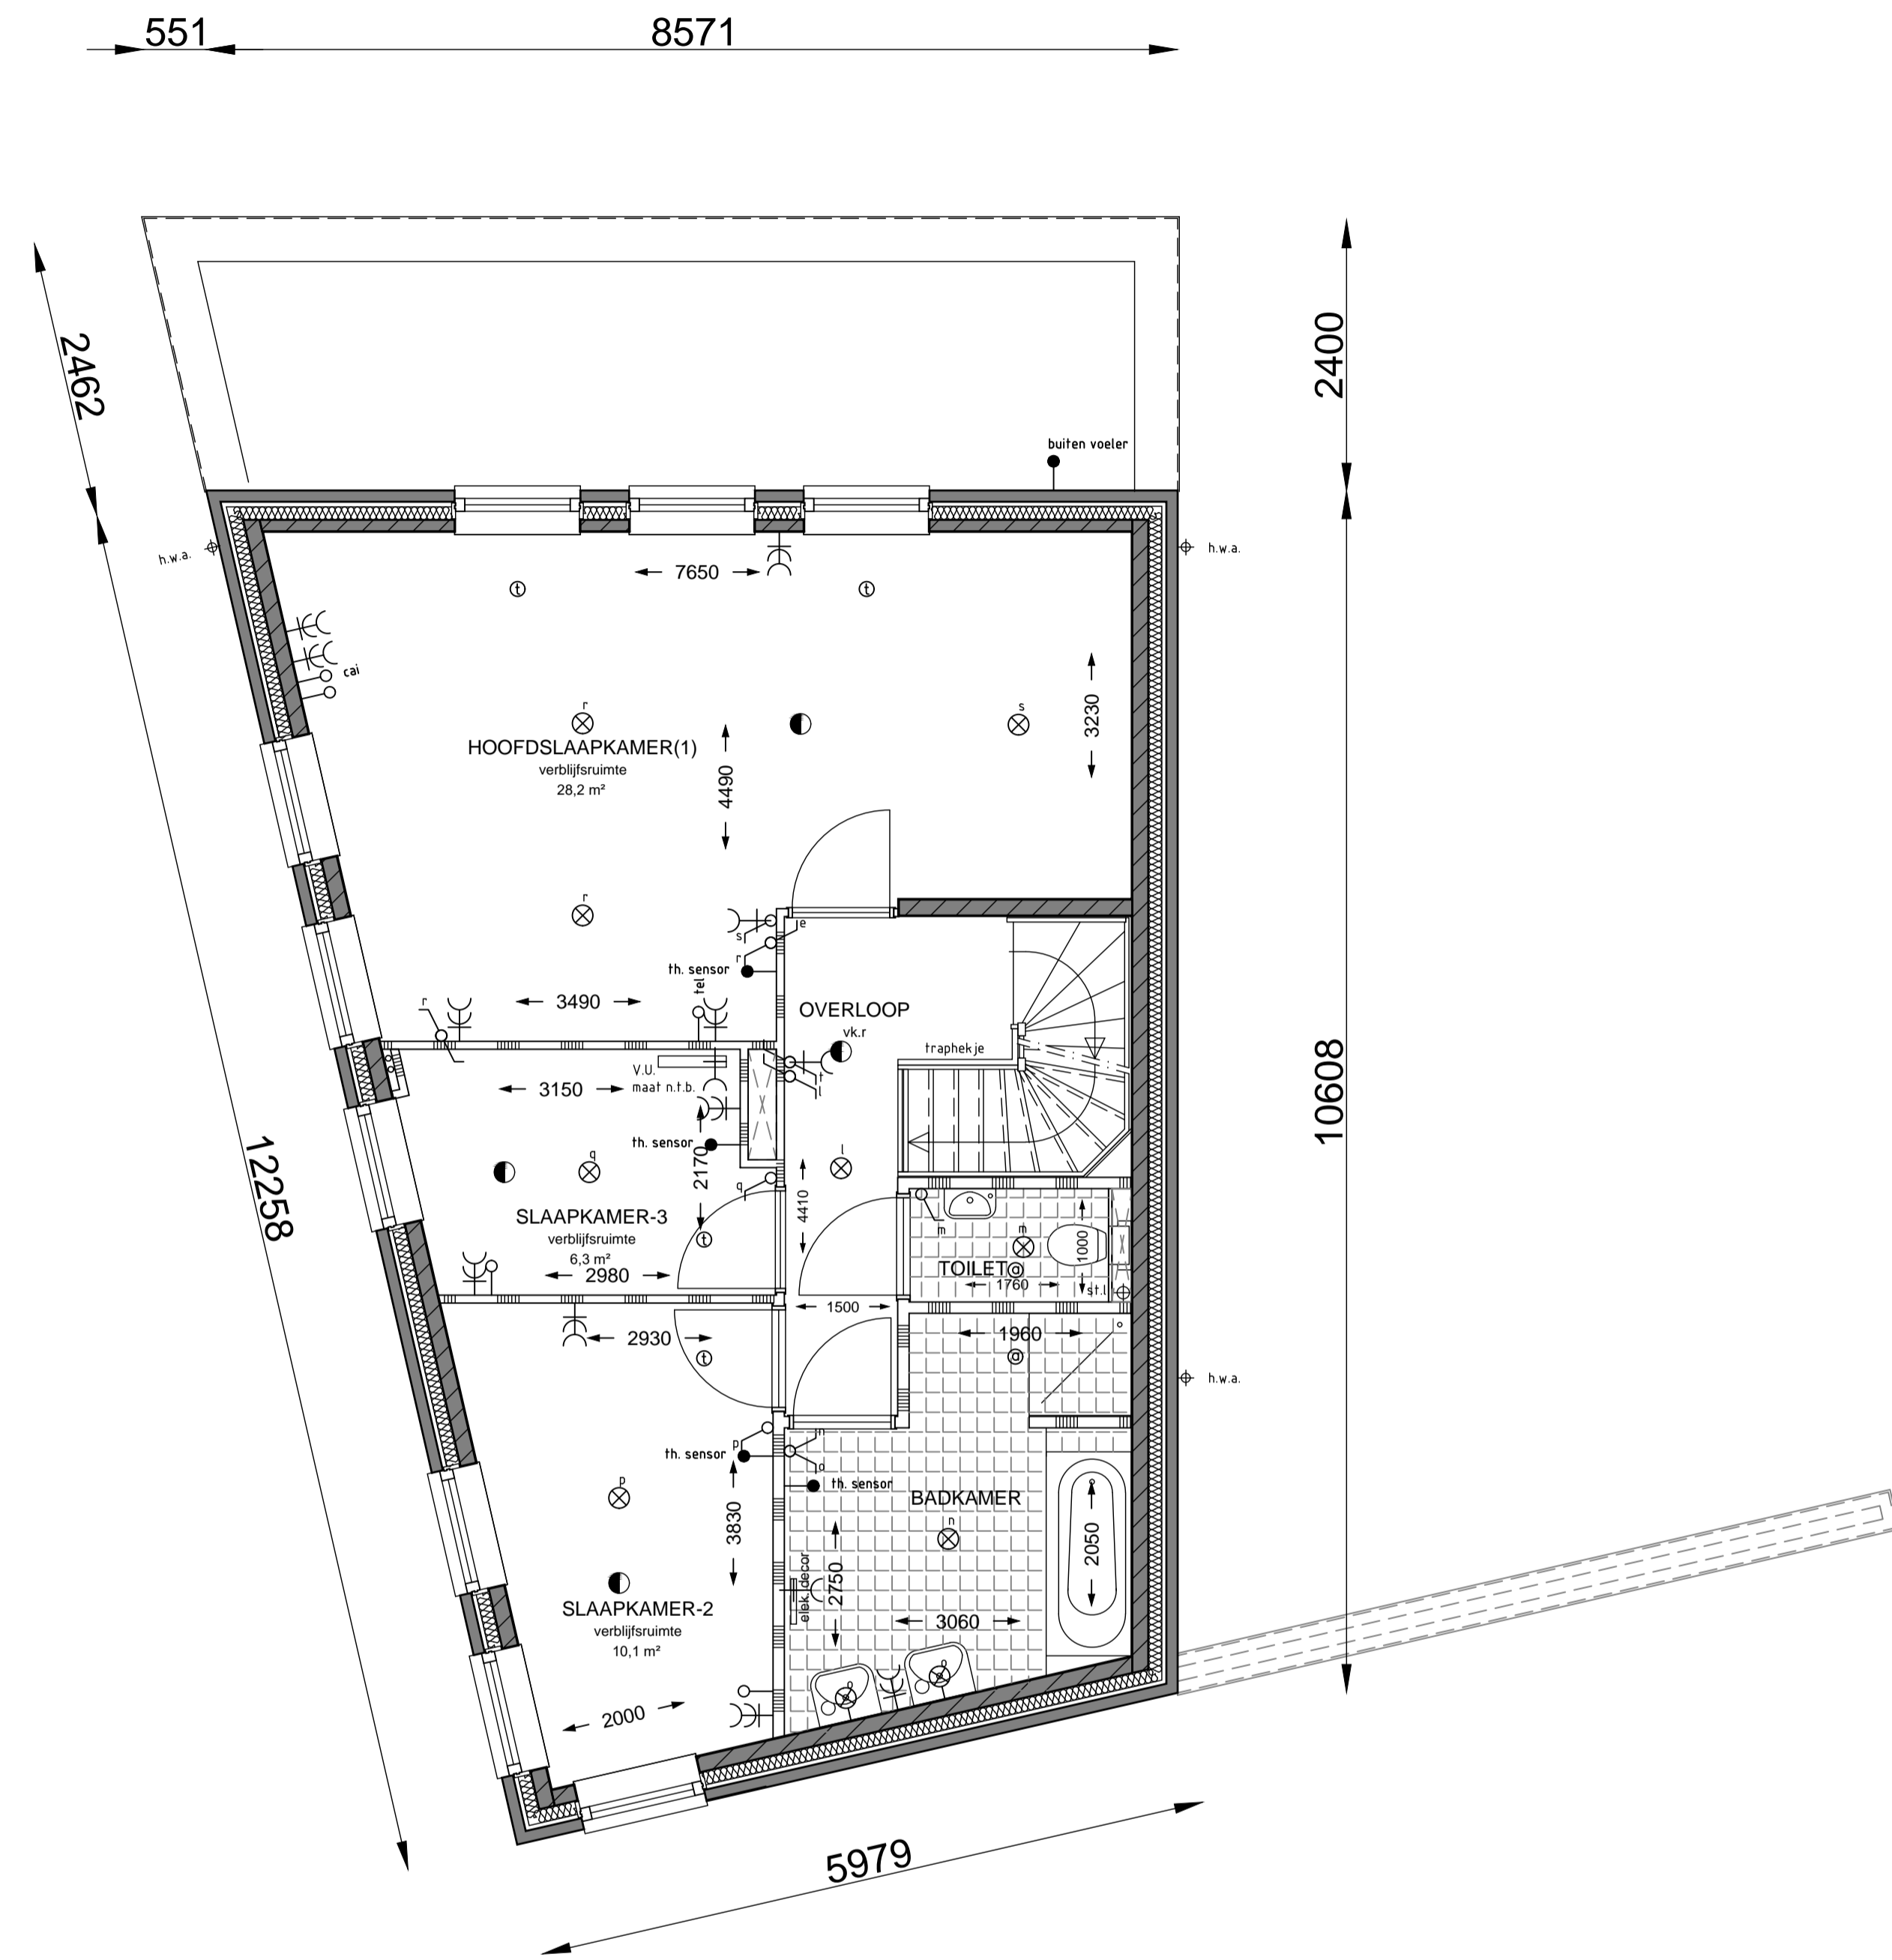 551
8571
2462
2400
buiten voeler
h.w.a.
h.w.a.
7650
t
t
cai
r
s
3230
HOOFDSLAAPKAMER(1)
verblijfsruimte
28,2 m²
4490
r
s
e
r
th. sensor
tel
3490
r
OVERLOOP
vk.r
traphekje
V.U.
maat n.t.b.
3150
t
l
th. sensor
2170
q
q
l
10608
12258
4410
SLAAPKAMER-3
verblijfsruimte
6,3 m²
2980
t
m
m
TOILET@
1000
1760
st.l
1500
2930
t
1960
@
h.w.a.
p
th. sensor
n
o
th. sensor
p
3830
BADKAMER
n
2050
elek.decor
2750
3060
SLAAPKAMER-2
verblijfsruimte
10,1 m²
o
o
2000
5979